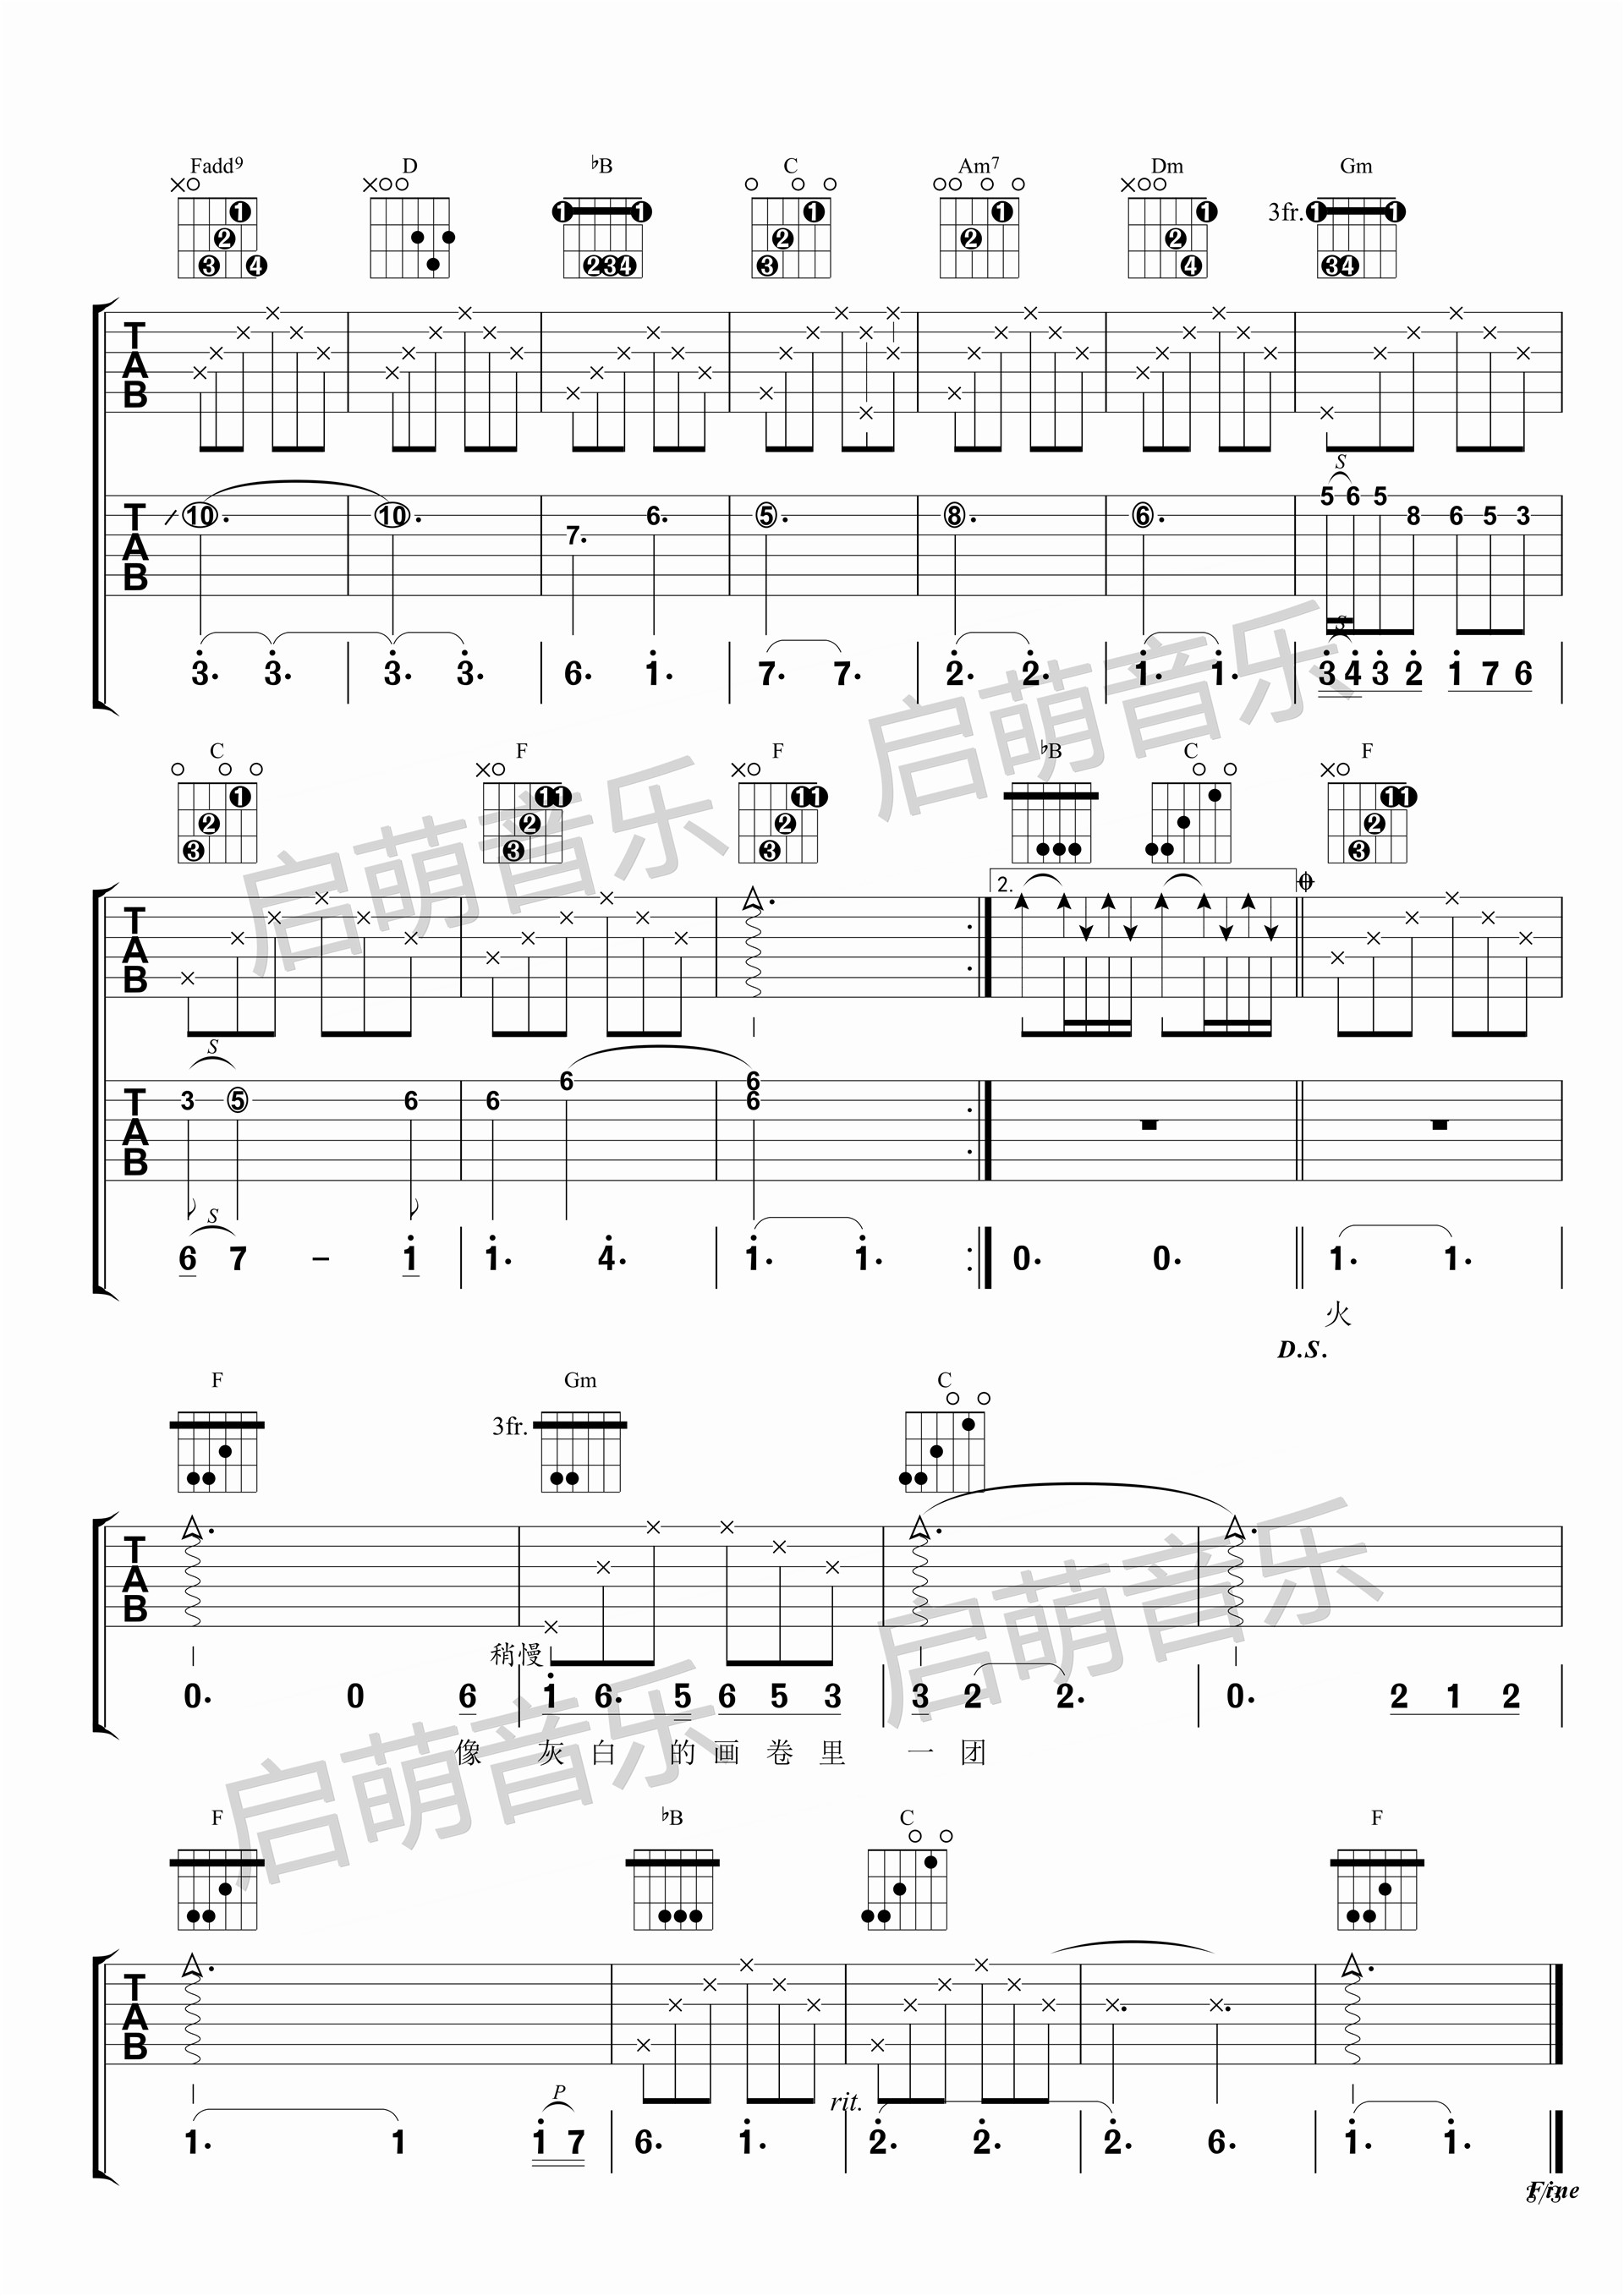 Fadd9 D ♭B C Am7 Dm Gm
3fr.
S
10. 10. 7. 6. 5. 8. 6. 5 6 5 8 6 5 3
S
3. 3. 3. 3. 6. 1. 7. 7. 2. 2. 1. 1. 3 4 3 2 1 7 6
C F F ♭B C F
2.
S
3 5 6 6 6 6 6
S
6 7 – 1 1. 4. 1. 1. 0. 0. 1. 1.
火
D.S.
F Gm C
3fr.
稍慢
0. 0 6 1 6. 5 6 5 3 3 2 2. 0. 2 1 2
像 灰 白 的 画 卷 里 一 团
F ♭B C F
P
rit.
1. 1 1 7 6. 1. 2. 2. 2. 6. 1. 1.
Fine
3/3
启萌音乐
启萌音乐
启萌音乐
启萌音乐